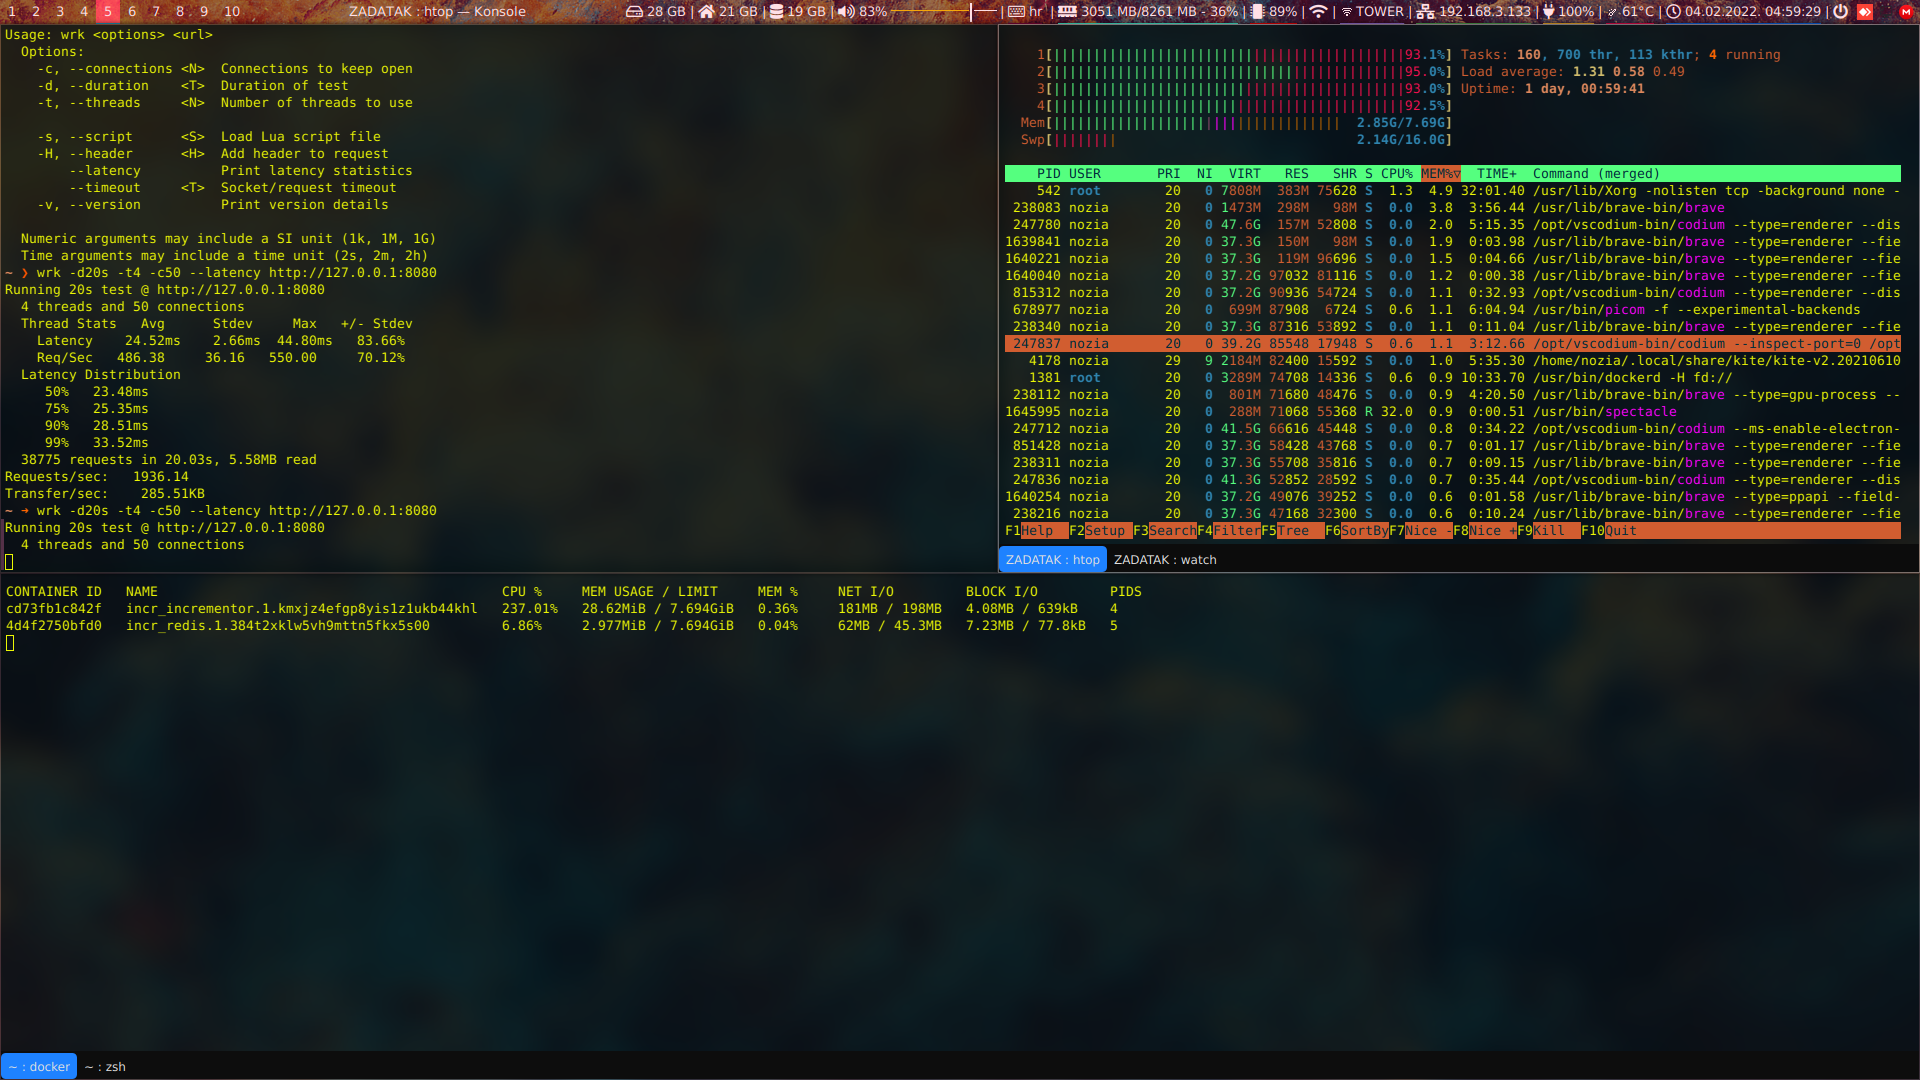 1 2 3 4 5 6 7 8 9 10 ZADATAK : htop — Konsole 28 GB | 21 GB | 19 GB | 83% | hr | 3051 MB/8261 MB - 36% | 89% | | TOWER | 192.168.3.133 | 100% | 61°C | 04.02.2022. 04:59:29 | M
Usage: wrk <options> <url>
  Options:
    -c, --connections <N>  Connections to keep open
    -d, --duration    <T>  Duration of test
    -t, --threads     <N>  Number of threads to use
    -s, --script      <S>  Load Lua script file
    -H, --header      <H>  Add header to request
        --latency          Print latency statistics
        --timeout     <T>  Socket/request timeout
    -v, --version          Print version details
  Numeric arguments may include a SI unit (1k, 1M, 1G)
  Time arguments may include a time unit (2s, 2m, 2h)
~ ❯ wrk -d20s -t4 -c50 --latency http://127.0.0.1:8080
Running 20s test @ http://127.0.0.1:8080
  4 threads and 50 connections
  Thread Stats   Avg      Stdev     Max   +/- Stdev
    Latency    24.52ms    2.66ms  44.80ms   83.66%
    Req/Sec   486.38     36.16   550.00     70.12%
  Latency Distribution
     50%   23.48ms
     75%   25.35ms
     90%   28.51ms
     99%   33.52ms
  38775 requests in 20.03s, 5.58MB read
Requests/sec:   1936.14
Transfer/sec:    285.51KB
~ ➜ wrk -d20s -t4 -c50 --latency http://127.0.0.1:8080
Running 20s test @ http://127.0.0.1:8080
  4 threads and 50 connections
1[93.1%] Tasks: 160, 700 thr, 113 kthr; 4 running
2[95.0%] Load average: 1.31 0.58 0.49
3[93.0%] Uptime: 1 day, 00:59:41
4[92.5%]
Mem[2.85G/7.69G]
Swp[2.14G/16.0G]
PID USER PRI NI VIRT RES SHR S CPU% MEM%▽ TIME+ Command (merged)
542 root 20 0 7808M 383M 75628 S 1.3 4.9 32:01.40 /usr/lib/Xorg -nolisten tcp -background none -
238083 nozia 20 0 1473M 298M 98M S 0.0 3.8 3:56.44 /usr/lib/brave-bin/brave
247780 nozia 20 0 47.6G 157M 52808 S 0.0 2.0 5:15.35 /opt/vscodium-bin/codium --type=renderer --dis
1639841 nozia 20 0 37.3G 150M 98M S 0.0 1.9 0:03.98 /usr/lib/brave-bin/brave --type=renderer --fie
1640221 nozia 20 0 37.3G 119M 96696 S 0.0 1.5 0:04.66 /usr/lib/brave-bin/brave --type=renderer --fie
1640040 nozia 20 0 37.2G 97032 81116 S 0.0 1.2 0:00.38 /usr/lib/brave-bin/brave --type=renderer --fie
815312 nozia 20 0 37.2G 90936 54724 S 0.0 1.1 0:32.93 /opt/vscodium-bin/codium --type=renderer --dis
678977 nozia 20 0 699M 87908 6724 S 0.6 1.1 6:04.94 /usr/bin/picom -f --experimental-backends
238340 nozia 20 0 37.3G 87316 53892 S 0.0 1.1 0:11.04 /usr/lib/brave-bin/brave --type=renderer --fie
247837 nozia 20 0 39.2G 85548 17948 S 0.6 1.1 3:12.66 /opt/vscodium-bin/codium --inspect-port=0 /opt
4178 nozia 29 9 2184M 82400 15592 S 0.0 1.0 5:35.30 /home/nozia/.local/share/kite/kite-v2.20210610
1381 root 20 0 3289M 74708 14336 S 0.6 0.9 10:33.70 /usr/bin/dockerd -H fd://
238112 nozia 20 0 801M 71680 48476 S 0.0 0.9 4:20.50 /usr/lib/brave-bin/brave --type=gpu-process --
1645995 nozia 20 0 288M 71068 55368 R 32.0 0.9 0:00.51 /usr/bin/spectacle
247712 nozia 20 0 41.5G 66616 45448 S 0.0 0.8 0:34.22 /opt/vscodium-bin/codium --ms-enable-electron-
851428 nozia 20 0 37.3G 58428 43768 S 0.0 0.7 0:01.17 /usr/lib/brave-bin/brave --type=renderer --fie
238311 nozia 20 0 37.3G 55708 35816 S 0.0 0.7 0:09.15 /usr/lib/brave-bin/brave --type=renderer --fie
247836 nozia 20 0 41.3G 52852 28592 S 0.0 0.7 0:35.44 /opt/vscodium-bin/codium --type=renderer --dis
1640254 nozia 20 0 37.2G 49076 39252 S 0.0 0.6 0:01.58 /usr/lib/brave-bin/brave --type=ppapi --field-
238216 nozia 20 0 37.3G 47168 32300 S 0.0 0.6 0:10.24 /usr/lib/brave-bin/brave --type=renderer --fie
F1Help  F2Setup F3SearchF4FilterF5Tree  F6SortByF7Nice -F8Nice +F9Kill  F10Quit
ZADATAK : htop ZADATAK : watch
CONTAINER ID   NAME   CPU %   MEM USAGE / LIMIT   MEM %   NET I/O   BLOCK I/O   PIDS
cd73fb1c842f   incr_incrementor.1.kmxjz4efgp8yis1z1ukb44khl   237.01%   28.62MiB / 7.694GiB   0.36%   181MB / 198MB   4.08MB / 639kB   4
4d4f2750bfd0   incr_redis.1.384t2xklw5vh9mttn5fkx5s00   6.86%   2.977MiB / 7.694GiB   0.04%   62MB / 45.3MB   7.23MB / 77.8kB   5
~ : docker ~ : zsh